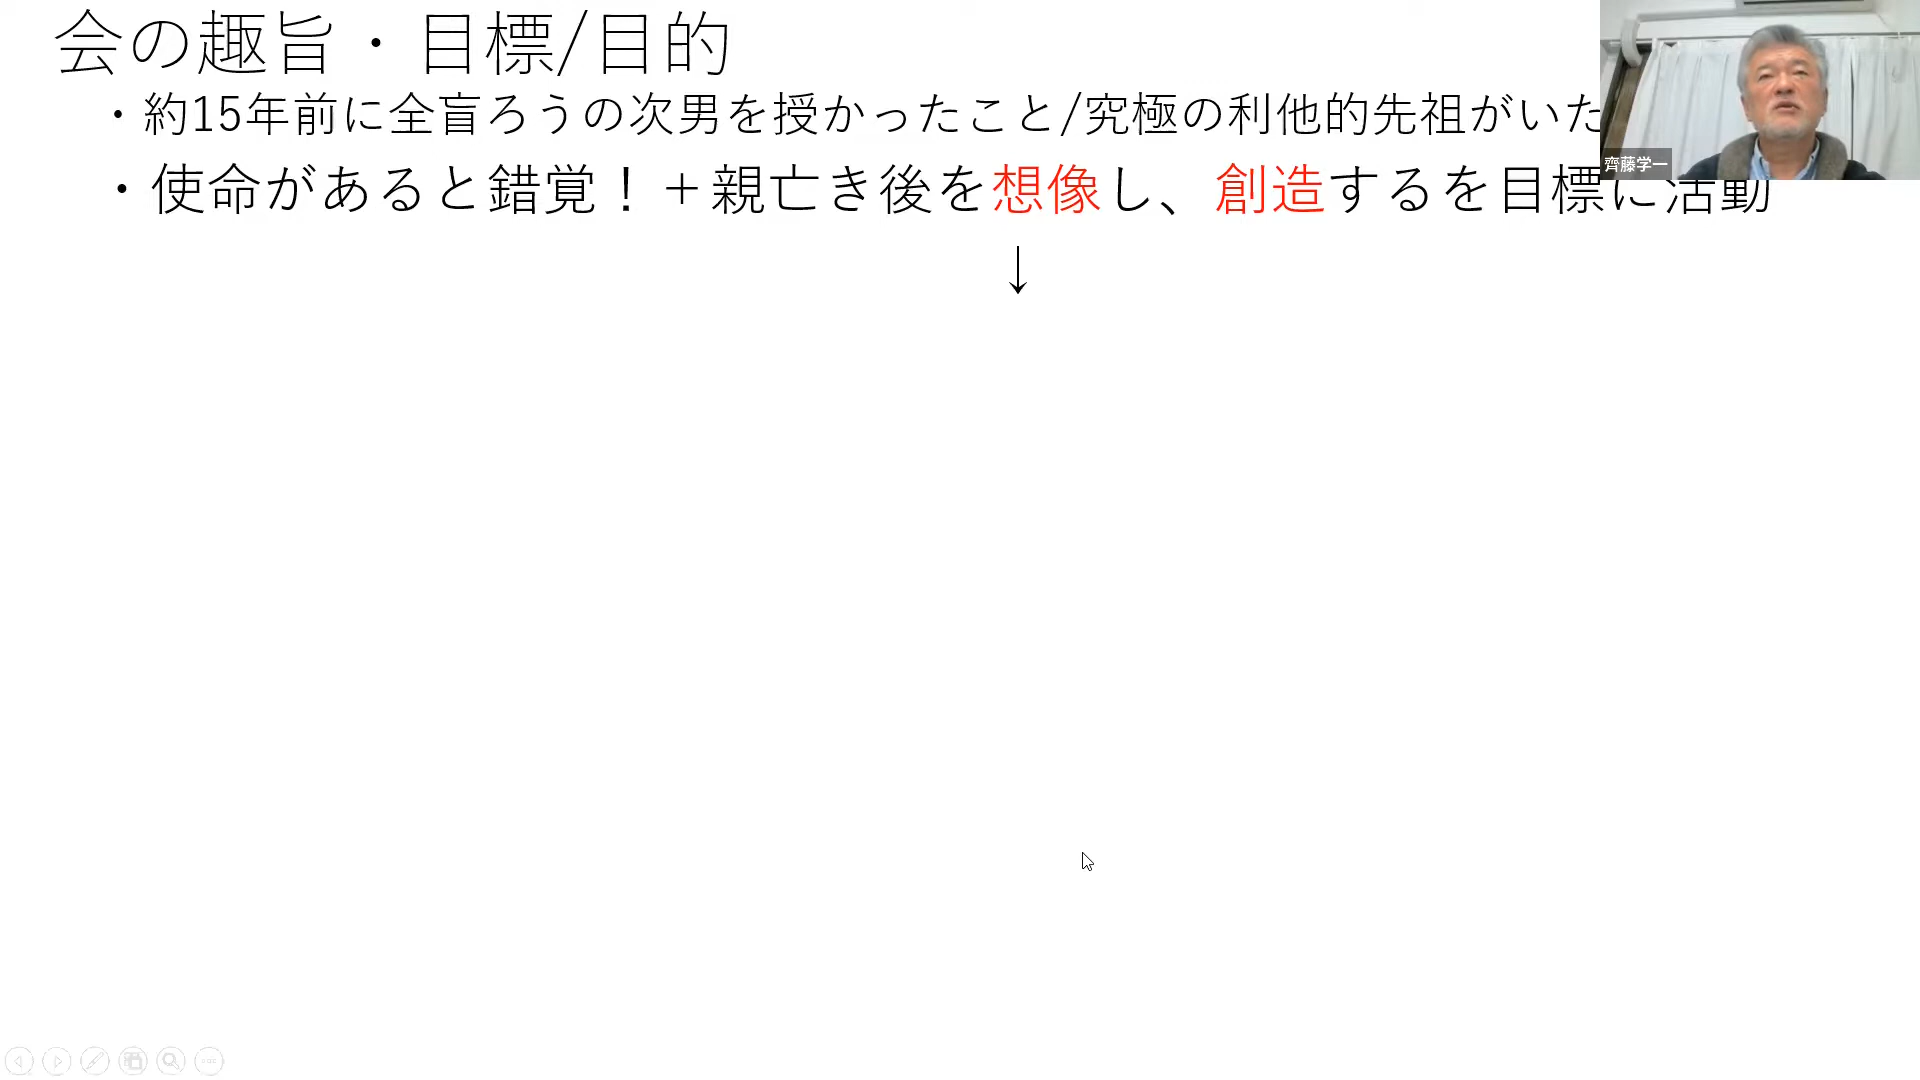 会の趣旨・目標/目的
・約15年前に全盲ろうの次男を授かったこと/究極の利他的先祖がいた
・使命があると錯覚！＋親亡き後を想像し、創造するを目標に活動
↓
齊藤学一